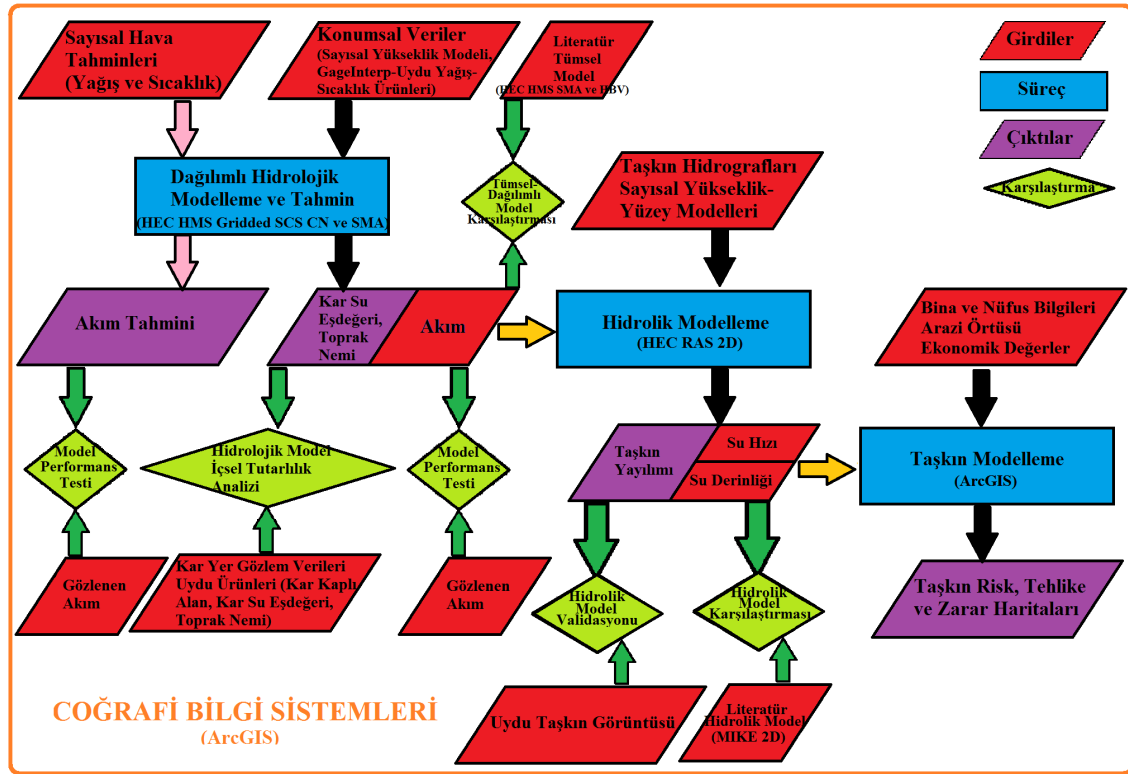 Sayısal Hava
Tahminleri
(Yağış ve Sıcaklık)
Konumsal Veriler
(Sayısal Yükseklik Modeli,
GageInterp-Uydu Yağış-
Sıcaklık Ürünleri)
Literatür
Tümsel
Model
(HEC HMS SMA ve HBV)
Girdiler
Süreç
Çıktılar
Karşılaştırma
Dağılımlı Hidrolojik
Modelleme ve Tahmin
(HEC HMS Gridded SCS CN ve SMA)
Tümsel-
Dağılımlı
Model
Karşılaştırması
Taşkın Hidrografları
Sayısal Yükseklik-
Yüzey Modelleri
Akım Tahmini
Kar Su
Eşdeğeri,
Toprak
Nemi
Akım
Hidrolik Modelleme
(HEC RAS 2D)
Bina ve Nüfus Bilgileri
Arazi Örtüsü
Ekonomik Değerler
Model
Performans
Testi
Hidrolojik Model
İçsel Tutarlılık
Analizi
Model
Performans
Testi
Taşkın
Yayılımı
Su Hızı
Su Derinliği
Taşkın Modelleme
(ArcGIS)
Gözlenen
Akım
Kar Yer Gözlem Verileri
Uydu Ürünleri (Kar Kaplı
Alan, Kar Su Eşdeğeri,
Toprak Nemi)
Gözlenen
Akım
Hidrolik
Model
Validasyonu
Hidrolik
Model
Karşılaştırması
Taşkın Risk, Tehlike
ve Zarar Haritaları
Uydu Taşkın Görüntüsü
Literatür
Hidrolik Model
(MIKE 2D)
COĞRAFİ BİLGİ SİSTEMLERİ
(ArcGIS)